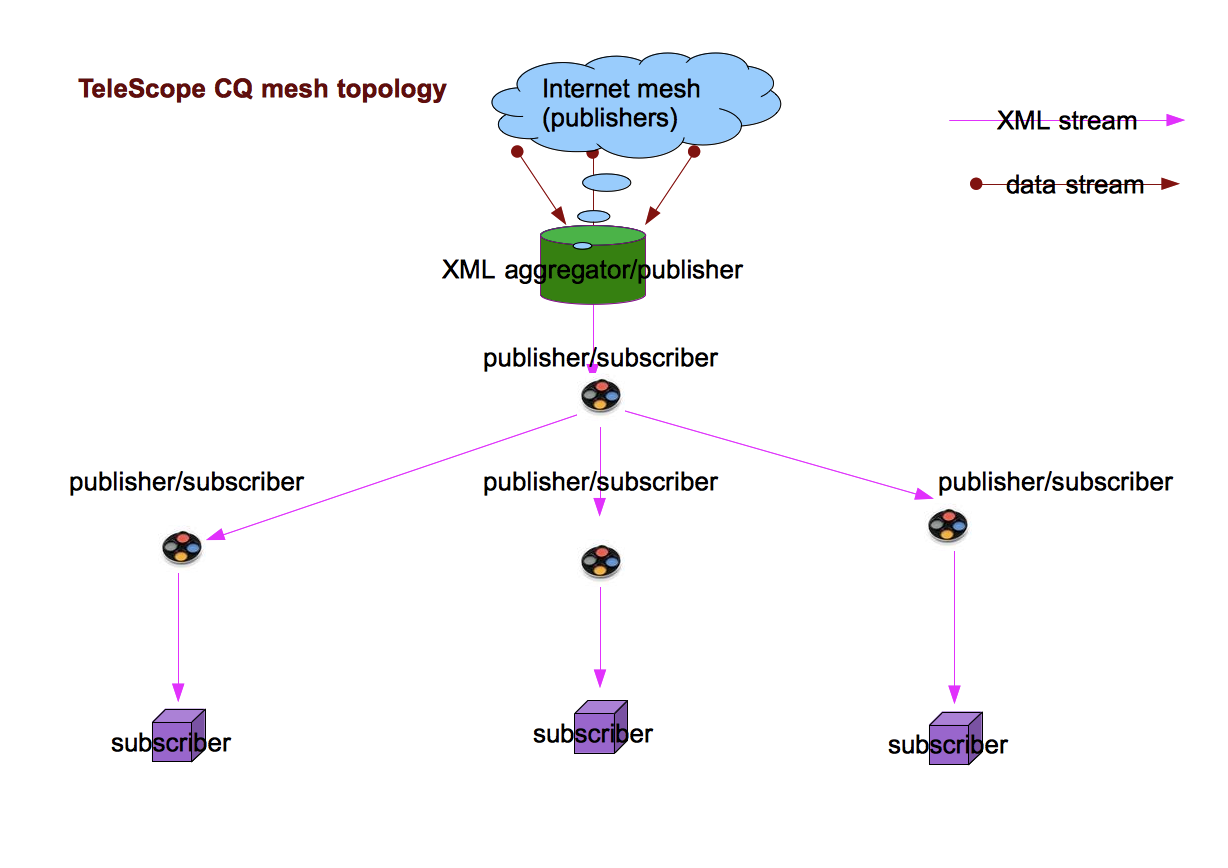 TeleScope CQ mesh topology
Internet mesh
(publishers)
XML stream
data stream
XML aggregator/publisher
publisher/subscriber
publisher/subscriber
publisher/subscriber
publisher/subscriber
subscriber
subscriber
subscriber